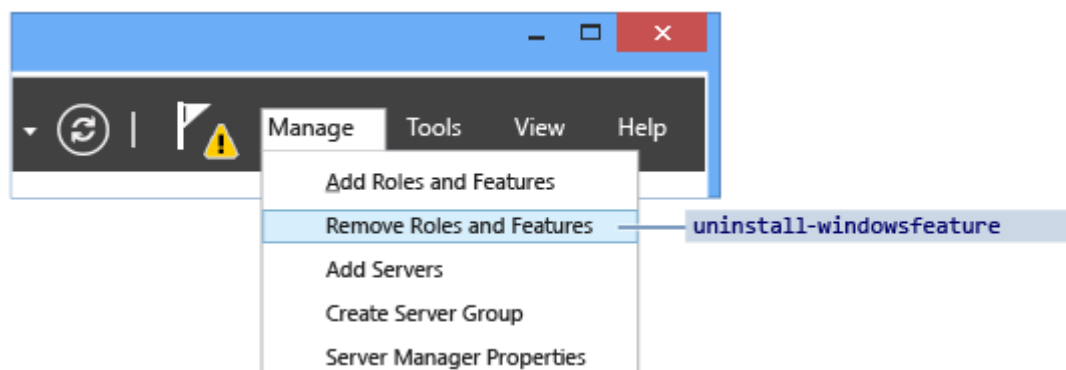 Manage Tools View Help
Add Roles and Features
Remove Roles and Features
uninstall-windowsfeature
Add Servers
Create Server Group
Server Manager Properties